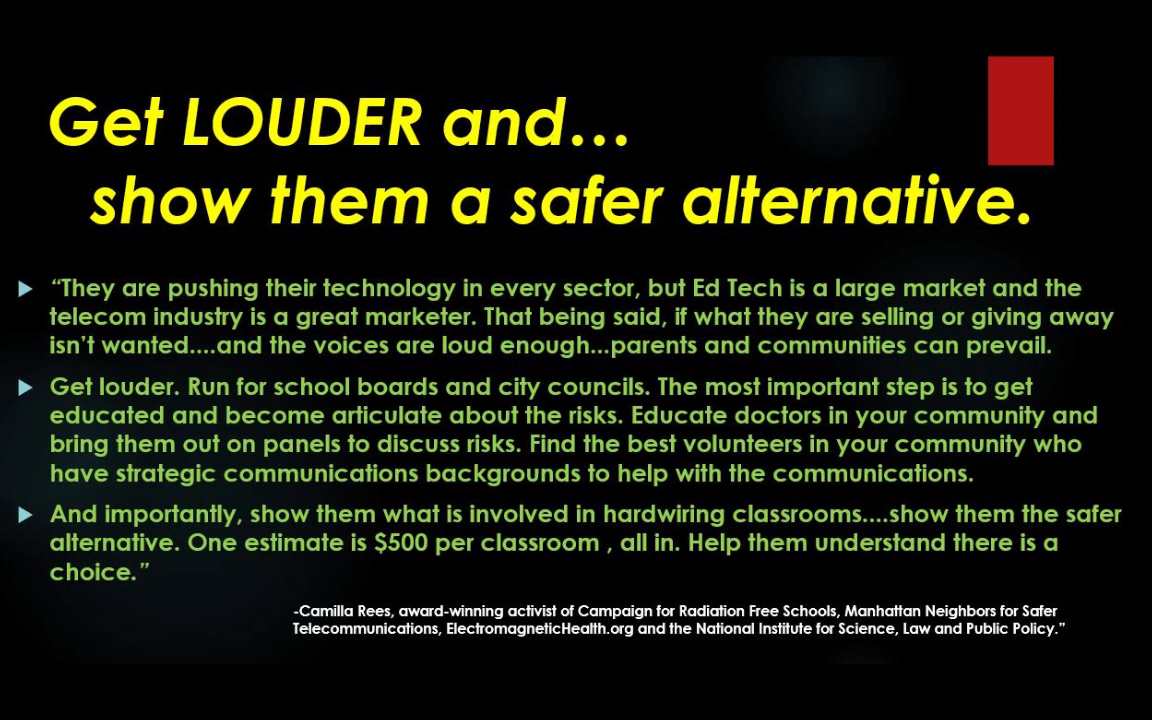 Get LOUDER and…
show them a safer alternative.
“They are pushing their technology in every sector, but Ed Tech is a large market and the
telecom industry is a great marketer. That being said, if what they are selling or giving away
isn’t wanted....and the voices are loud enough...parents and communities can prevail.
Get louder. Run for school boards and city councils. The most important step is to get
educated and become articulate about the risks. Educate doctors in your community and
bring them out on panels to discuss risks. Find the best volunteers in your community who
have strategic communications backgrounds to help with the communications.
And importantly, show them what is involved in hardwiring classrooms....show them the safer
alternative. One estimate is $500 per classroom , all in. Help them understand there is a
choice.”
-Camilla Rees, award-winning activist of Campaign for Radiation Free Schools, Manhattan Neighbors for Safer
Telecommunications, ElectromagneticHealth.org and the National Institute for Science, Law and Public Policy.”